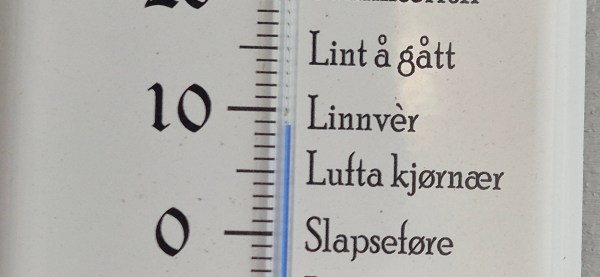 Lint å gått
10 Linnvèr
Lufta kjørnær
0 Slapseføre